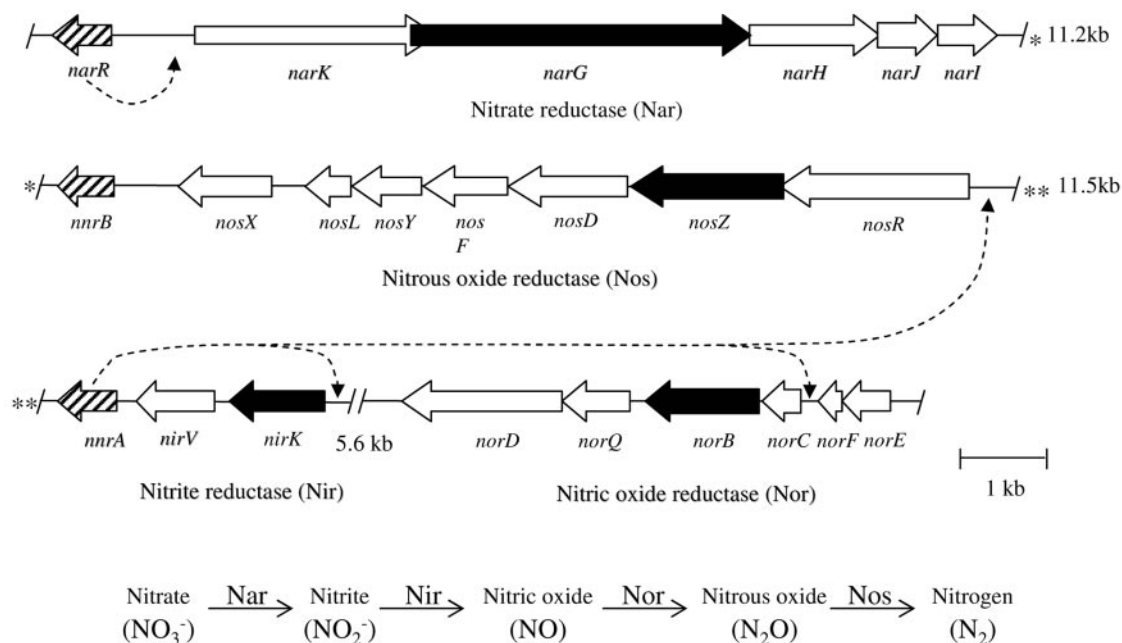 * 11.2kb
narR narK narG narH narJ narI
Nitrate reductase (Nar)
* ** 11.5kb
nnrB nosX nosL nosY nos F nosD nosZ nosR
Nitrous oxide reductase (Nos)
**
nnrA nirV nirK 5.6 kb norD norQ norB norC norF norE
Nitrite reductase (Nir) Nitric oxide reductase (Nor) 1 kb
Nitrate Nar Nitrite Nir Nitric oxide Nor Nitrous oxide Nos Nitrogen
(NO₃⁻) (NO₂⁻) (NO) (N₂O) (N₂)